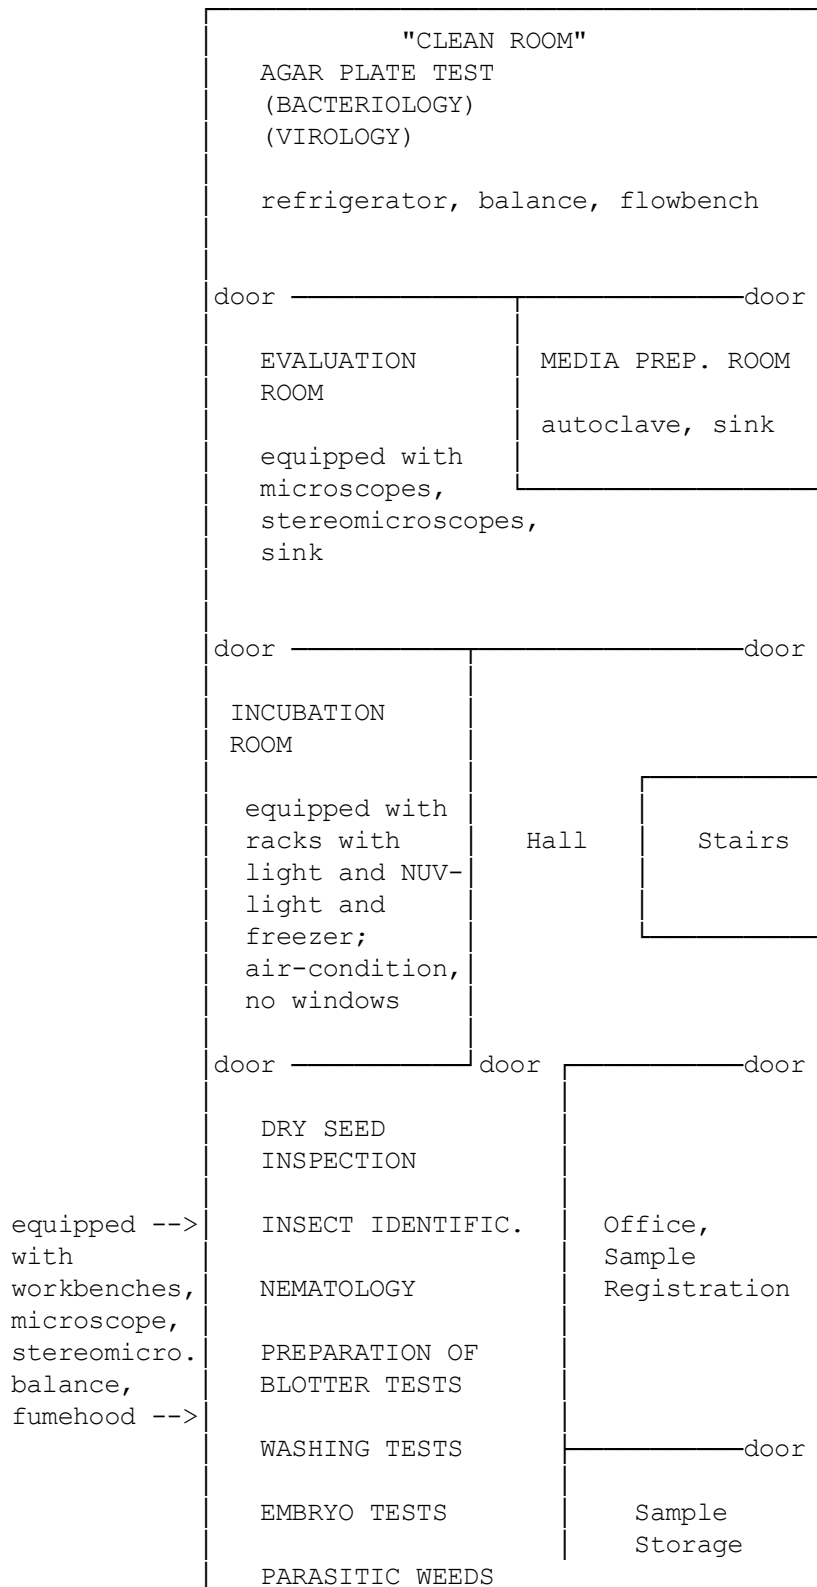 "CLEAN ROOM"
AGAR PLATE TEST
(BACTERIOLOGY)
(VIROLOGY)
refrigerator, balance, flowbench
door door
EVALUATION
ROOM
equipped with
microscopes,
stereomicroscopes,
sink
MEDIA PREP. ROOM
autoclave, sink
door door
INCUBATION
ROOM
equipped with
racks with
light and NUV-
light and
freezer;
air-condition,
no windows
Hall
Stairs
door door door
equipped -->
with
workbenches,
microscope,
stereomicro.
balance,
fumehood -->
DRY SEED
INSPECTION
INSECT IDENTIFIC.
NEMATOLOGY
PREPARATION OF
BLOTTER TESTS
WASHING TESTS
EMBRYO TESTS
PARASITIC WEEDS
Office,
Sample
Registration
door
Sample
Storage